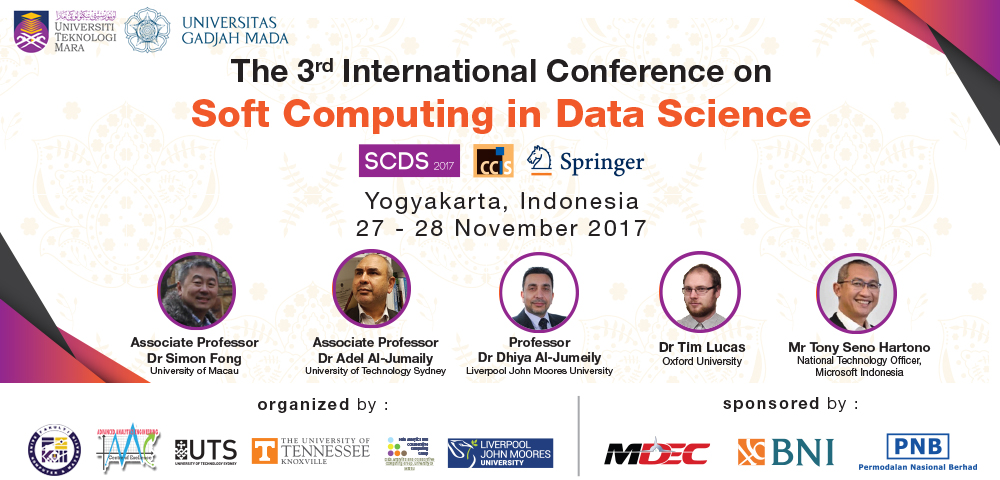 UNIVERSITI
TEKNOLOGI
MARA
UNIVERSITAS
GADJAH MADA
The 3rd International Conference on
Soft Computing in Data Science
SCDS 2017
CCIS
Springer
Yogyakarta, Indonesia
27 - 28 November 2017
Associate Professor
Dr Simon Fong
University of Macau
Associate Professor
Dr Adel Al-Jumaily
University of Technology Sydney
Professor
Dr Dhiya Al-Jumeily
Liverpool John Moores University
Dr Tim Lucas
Oxford University
Mr Tony Seno Hartono
National Technology Officer,
Microsoft Indonesia
organized by :
ADVANCED ANALYTICS ENGINEERING
UTS
UNIVERSITY OF TECHNOLOGY SYDNEY
T
THE UNIVERSITY OF
TENNESSEE
KNOXVILLE
LIVERPOOL
JOHN MOORES
UNIVERSITY
sponsored by :
MDEC
BNI
PNB
Permodalan Nasional Berhad